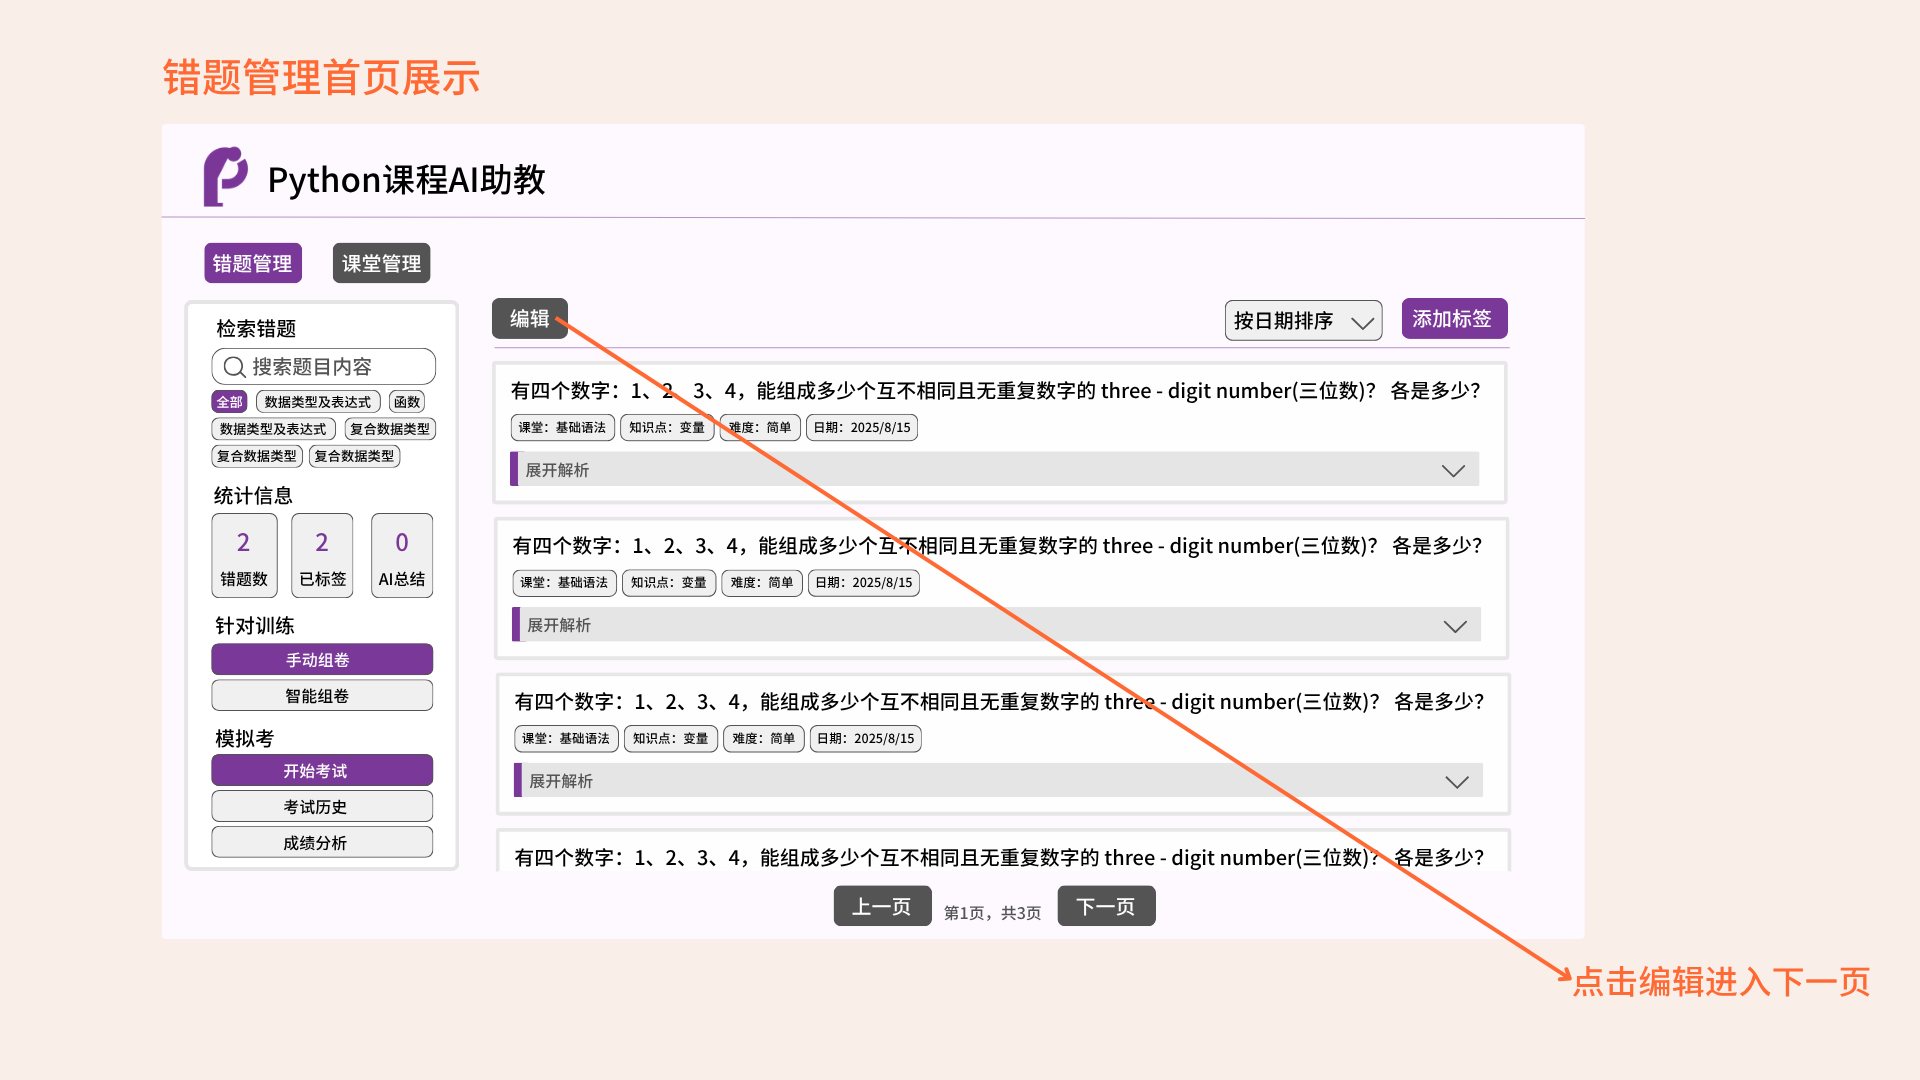 错题管理首页展示
Python课程AI助教
错题管理 课堂管理
检索错题
搜索题目内容
全部 数据类型及表达式 函数
数据类型及表达式 复合数据类型
复合数据类型 复合数据类型
统计信息
2 2 0
错题数 已标签 AI总结
针对训练
手动组卷
智能组卷
模拟考
开始考试
考试历史
成绩分析
编辑 按日期排序 添加标签
有四个数字：1、2、3、4，能组成多少个互不相同且无重复数字的 three - digit number(三位数)？ 各是多少？
课堂：基础语法 知识点：变量 难度：简单 日期：2025/8/15
展开解析
有四个数字：1、2、3、4，能组成多少个互不相同且无重复数字的 three - digit number(三位数)？ 各是多少？
课堂：基础语法 知识点：变量 难度：简单 日期：2025/8/15
展开解析
有四个数字：1、2、3、4，能组成多少个互不相同且无重复数字的 three - digit number(三位数)？ 各是多少？
课堂：基础语法 知识点：变量 难度：简单 日期：2025/8/15
展开解析
有四个数字：1、2、3、4，能组成多少个互不相同且无重复数字的 three - digit number(三位数)？ 各是多少？
上一页 第1页，共3页 下一页
点击编辑进入下一页